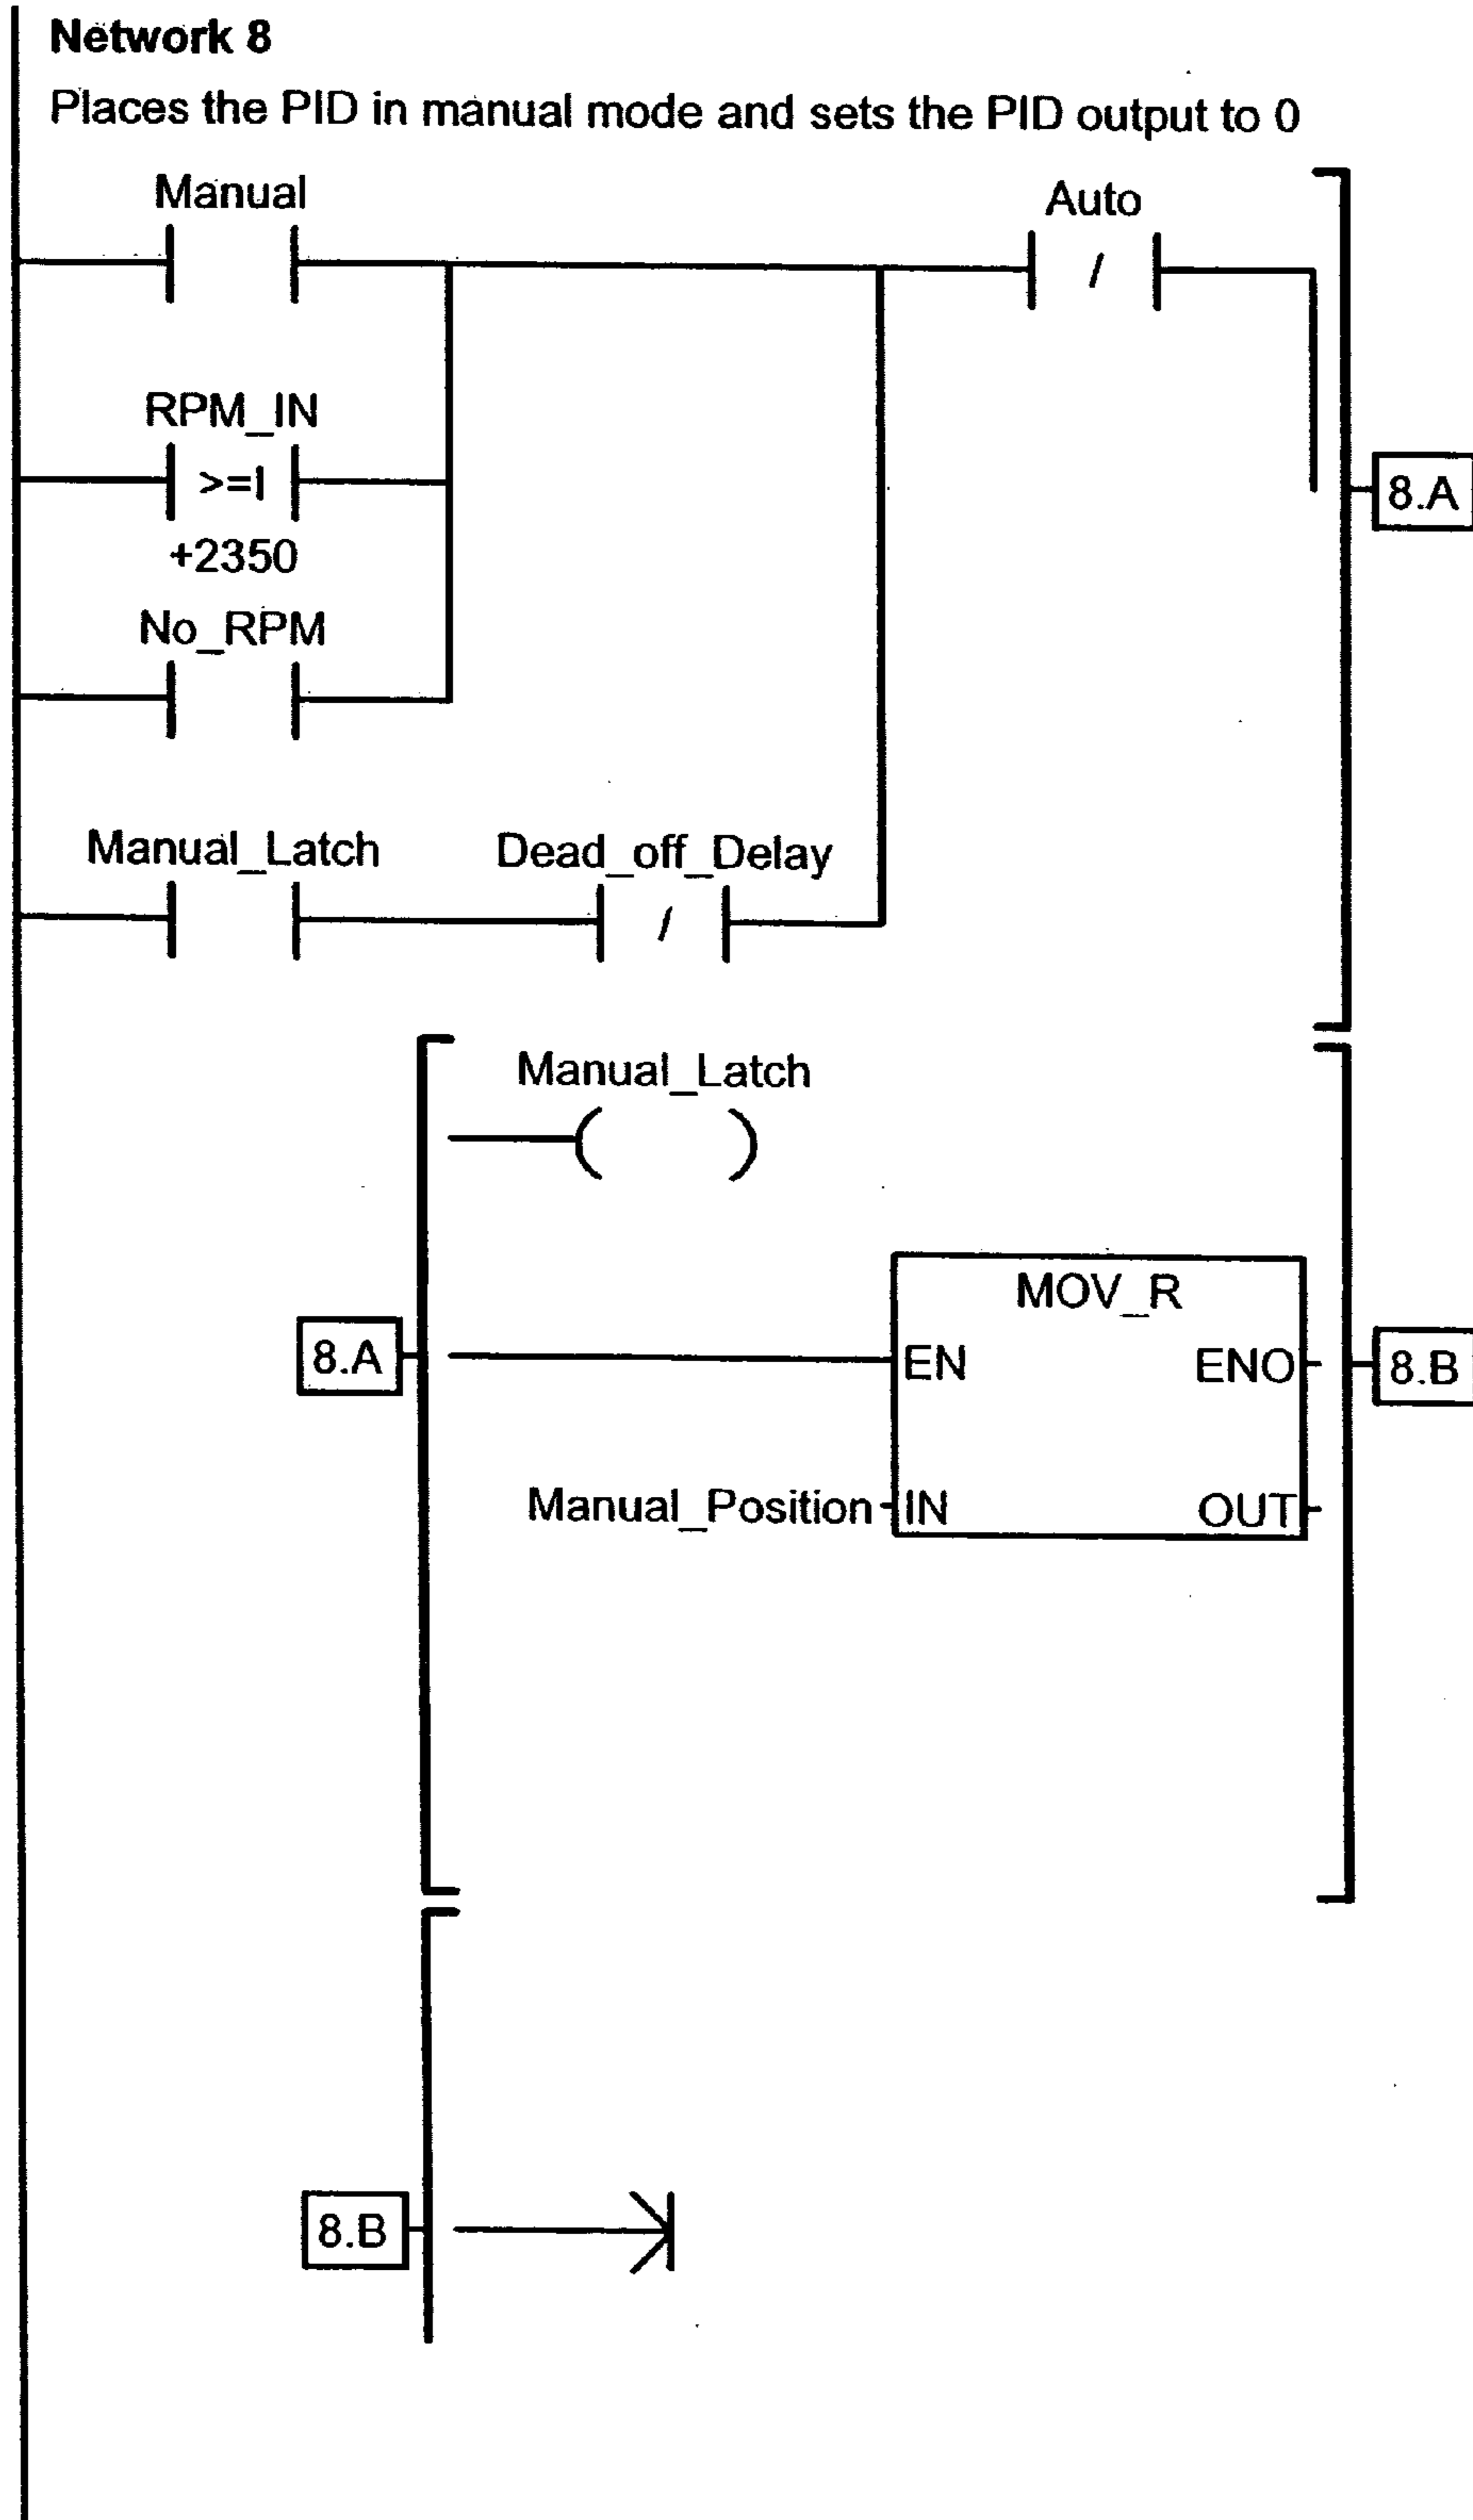 Network 8
Places the PID in manual mode and sets the PID output to 0
Manual
Auto
/
RPM_IN
>=I
+2350
8.A
No_RPM
Manual_Latch
Dead_off_Delay
/
Manual_Latch
MOV_R
8.A
EN
ENO
8.B
Manual_Position
IN
OUT
8.B